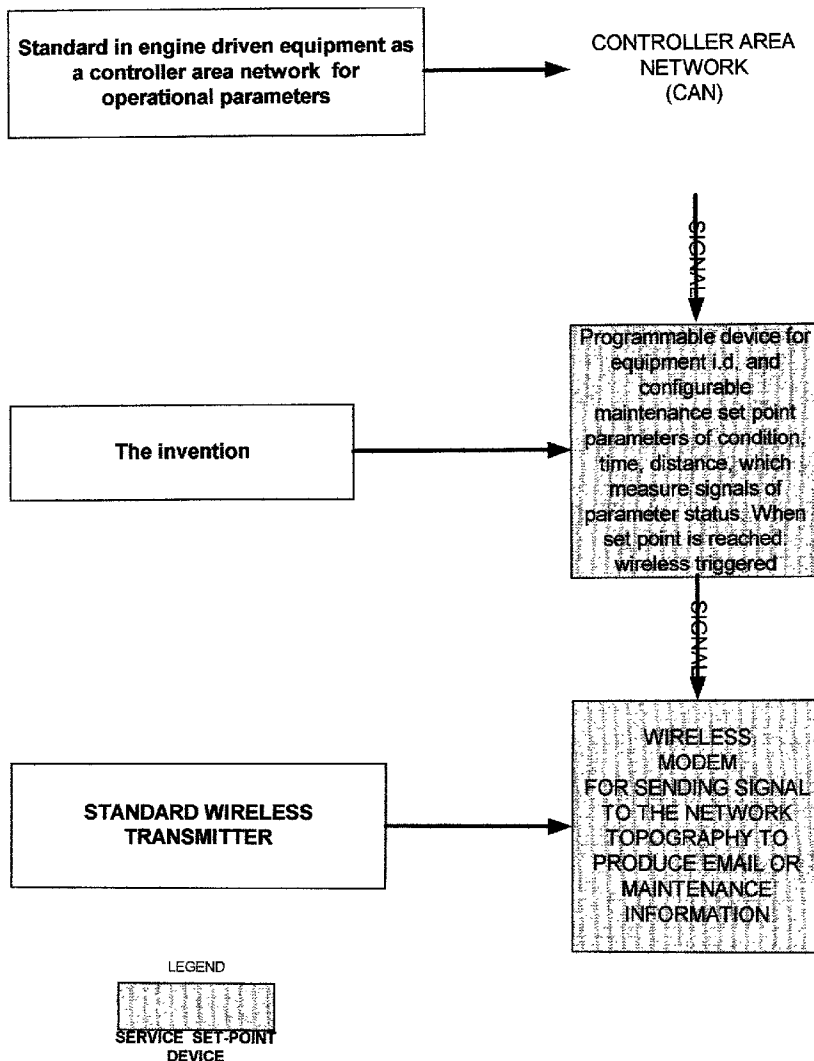 Standard in engine driven equipment as
a controller area network for
operational parameters
CONTROLLER AREA
NETWORK
(CAN)
SIGNAL
The invention
Programmable device for
equipment i.d. and
configurable
maintenance set point
parameters of condition,
time, distance, which
measure signals of
parameter status. When
set point is reached
wireless triggered
SIGNAL
STANDARD WIRELESS
TRANSMITTER
WIRELESS
MODEM
FOR SENDING SIGNAL
TO THE NETWORK
TOPOGRAPHY TO
PRODUCE EMAIL OR
MAINTENANCE
INFORMATION
LEGEND
SERVICE SET-POINT
DEVICE